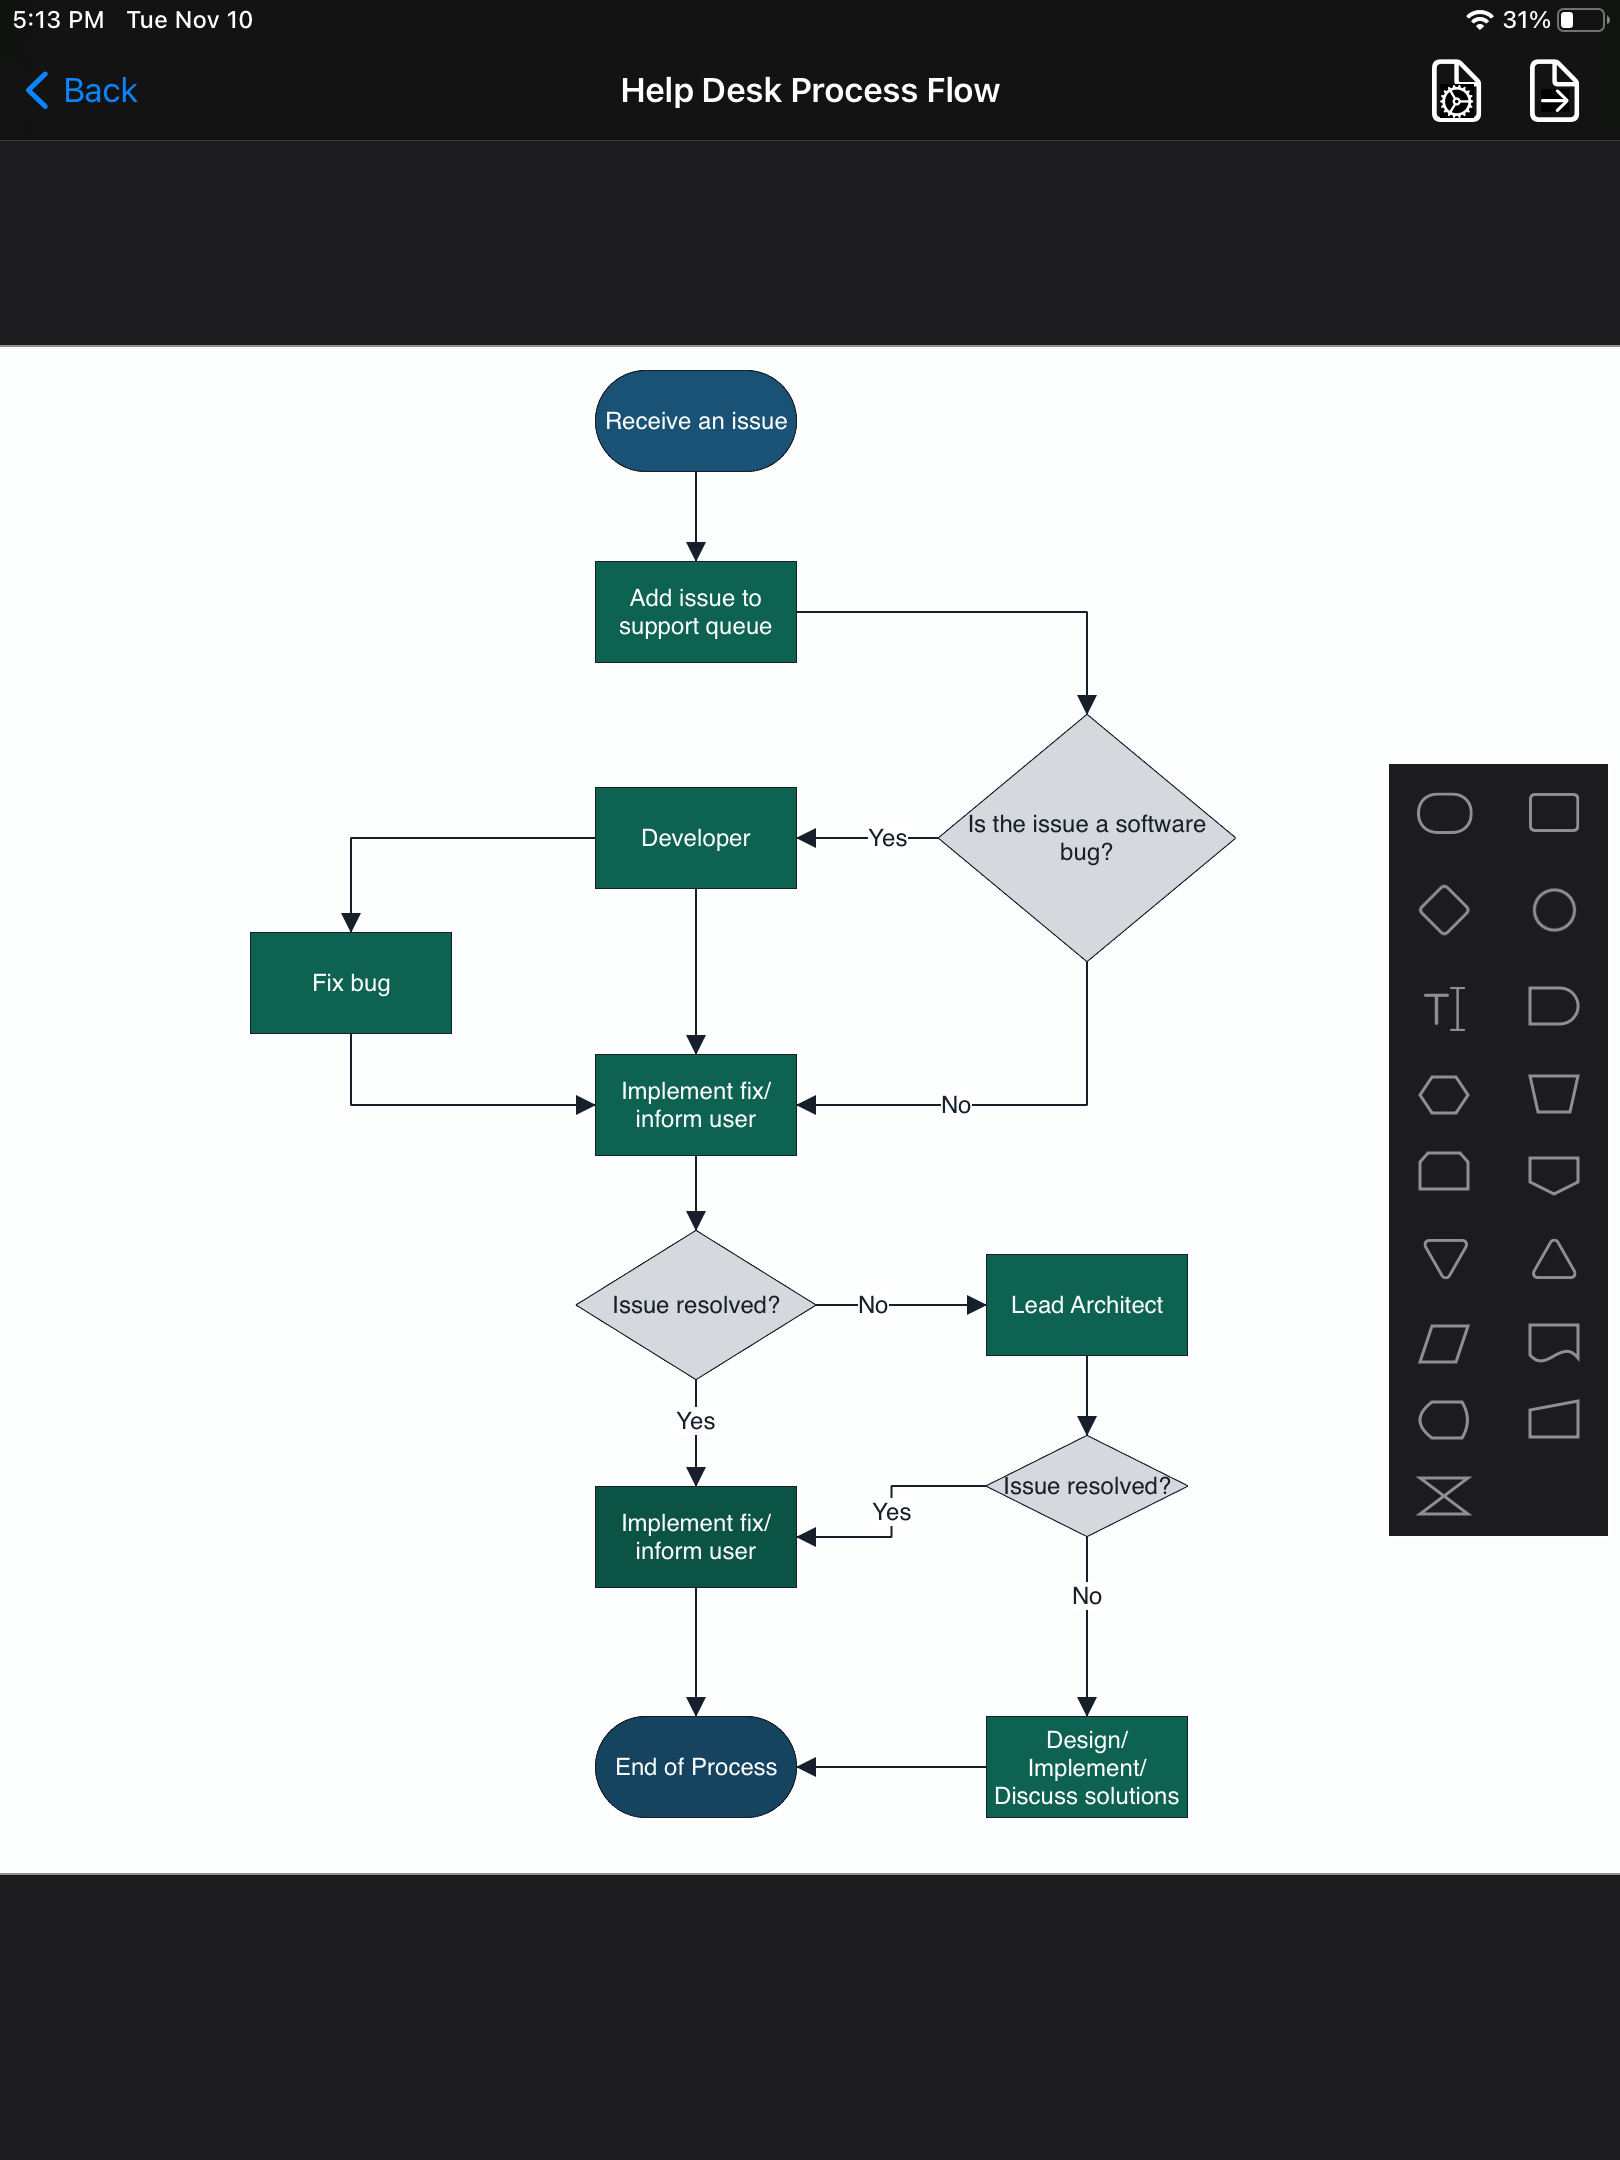 5:13 PM Tue Nov 10
31%
Back
Help Desk Process Flow
Receive an issue
Add issue to
support queue
Is the issue a software
bug?
Yes
Developer
Fix bug
No
Implement fix/
inform user
Issue resolved?
No
Lead Architect
Yes
Issue resolved?
Yes
Implement fix/
inform user
No
End of Process
Design/
Implement/
Discuss solutions